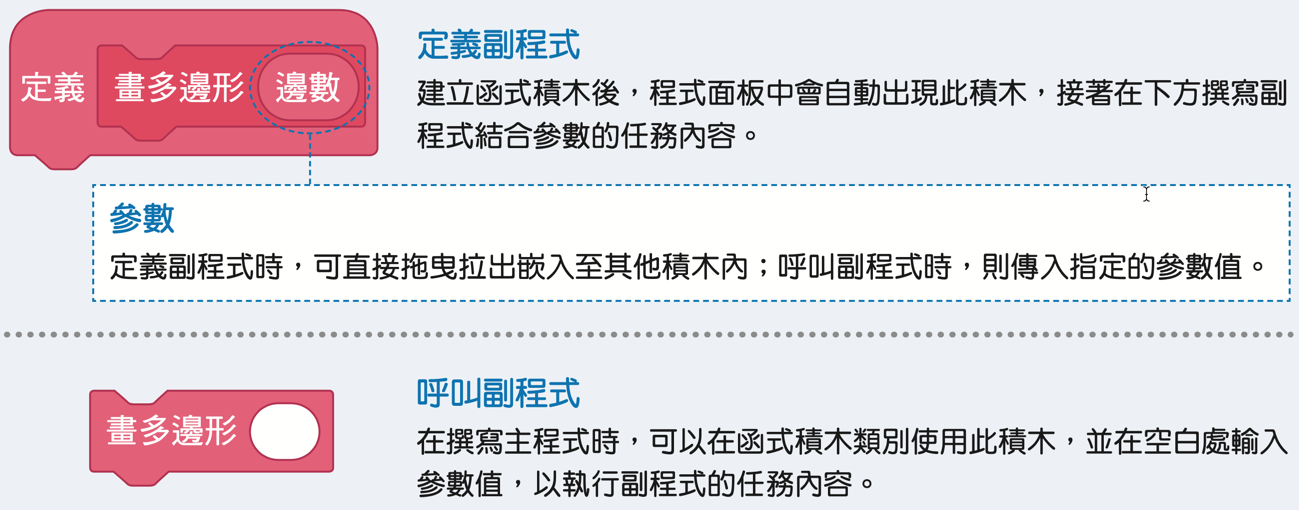 定義 畫多邊形 邊數
定義副程式
建立函式積木後，程式面板中會自動出現此積木，接著在下方撰寫副
程式結合參數的任務內容。
參數
定義副程式時，可直接拖曳拉出嵌入至其他積木內；呼叫副程式時，則傳入指定的參數值。
畫多邊形
呼叫副程式
在撰寫主程式時，可以在函式積木類別使用此積木，並在空白處輸入
參數值，以執行副程式的任務內容。